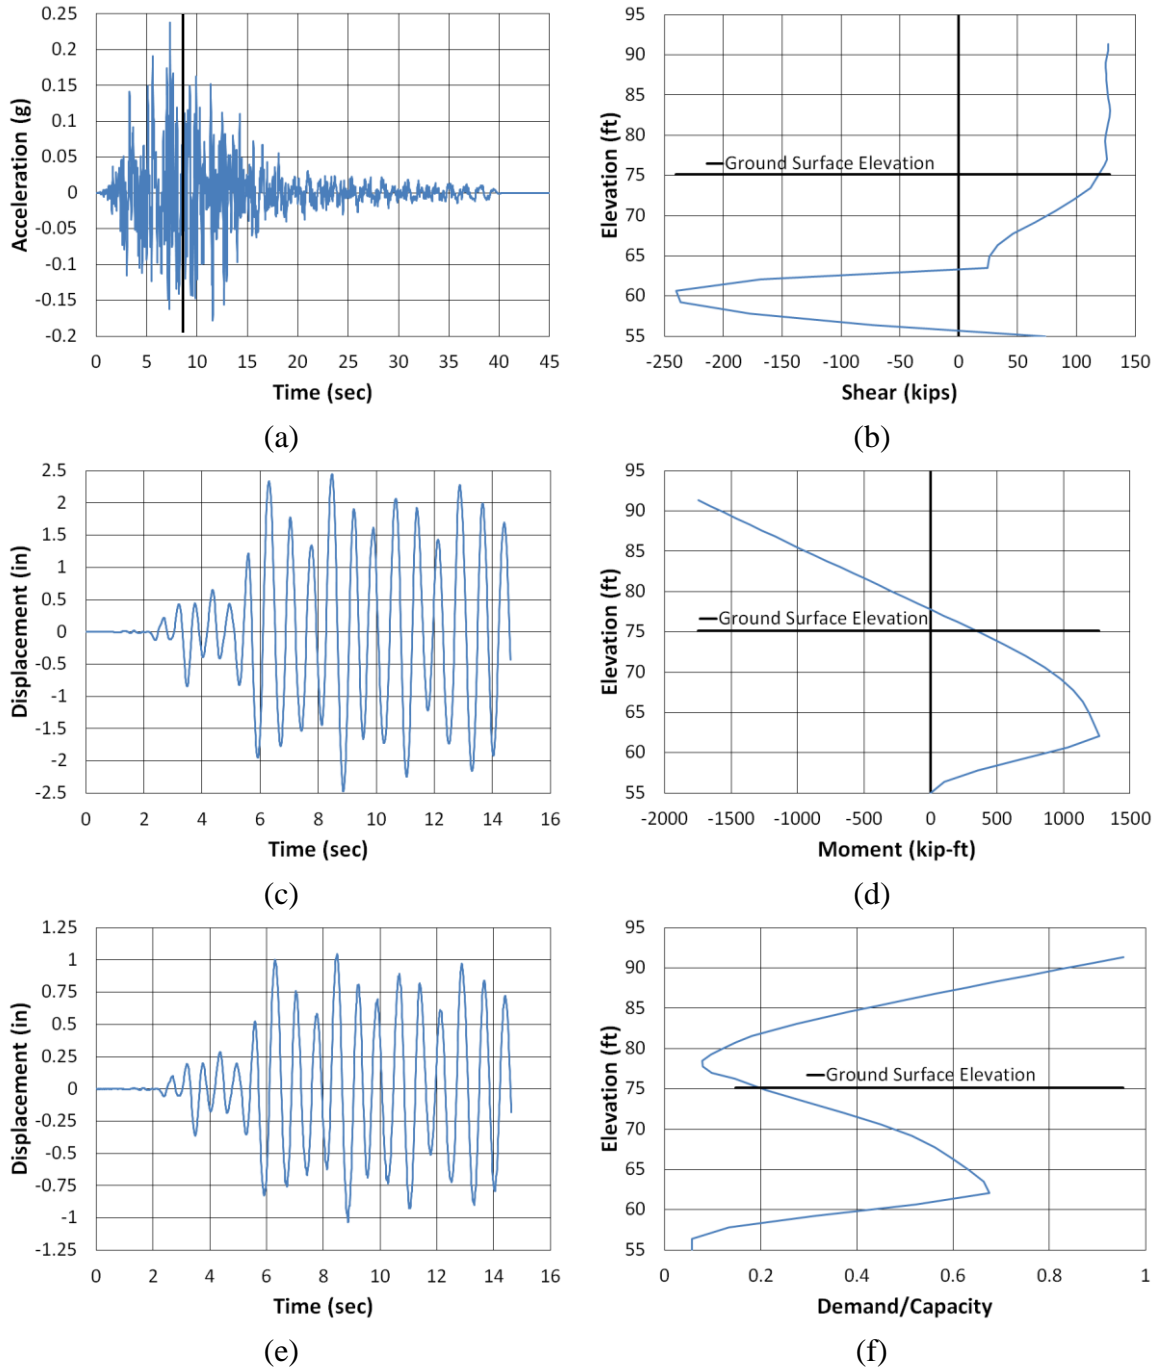 0.25
0.2
0.15
0.1
0.05
0
-0.05
-0.1
-0.15
-0.2
Acceleration (g)
0 5 10 15 20 25 30 35 40 45
Time (sec)
(a)
95
90
85
80
75
70
65
60
55
Elevation (ft)
Ground Surface Elevation
-250 -200 -150 -100 -50 0 50 100 150
Shear (kips)
(b)
2.5
2
1.5
1
0.5
0
-0.5
-1
-1.5
-2
-2.5
Displacement (in)
0 2 4 6 8 10 12 14 16
Time (sec)
(c)
95
90
85
80
75
70
65
60
55
Elevation (ft)
Ground Surface Elevation
-2000 -1500 -1000 -500 0 500 1000 1500
Moment (kip-ft)
(d)
1.25
1
0.75
0.5
0.25
0
-0.25
-0.5
-0.75
-1
-1.25
Displacement (in)
0 2 4 6 8 10 12 14 16
Time (sec)
(e)
95
90
85
80
75
70
65
60
55
Elevation (ft)
Ground Surface Elevation
0 0.2 0.4 0.6 0.8 1
Demand/Capacity
(f)